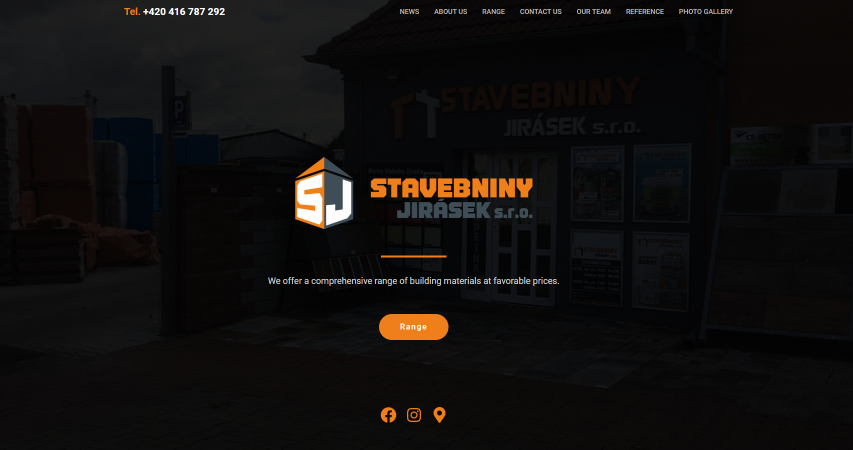 Tel. +420 416 787 292
NEWS ABOUT US RANGE CONTACT US OUR TEAM REFERENCE PHOTO GALLERY
STAVEBNINY
JIRÁSEK s.r.o.
P
SJ
STAVEBNINY
JIRÁSEK s.r.o.
We offer a comprehensive range of building materials at favorable prices.
Range